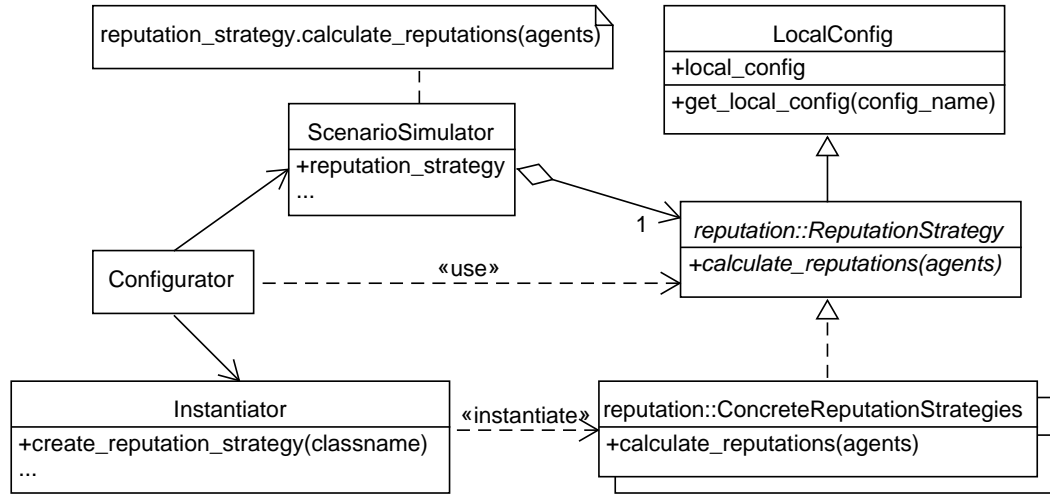 reputation_strategy.calculate_reputations(agents)
LocalConfig
+local_config
+get_local_config(config_name)
ScenarioSimulator
+reputation_strategy
...
1
reputation::ReputationStrategy
+calculate_reputations(agents)
Configurator
«use»
Instantiator
+create_reputation_strategy(classname)
...
«instantiate»
reputation::ConcreteReputationStrategies
+calculate_reputations(agents)